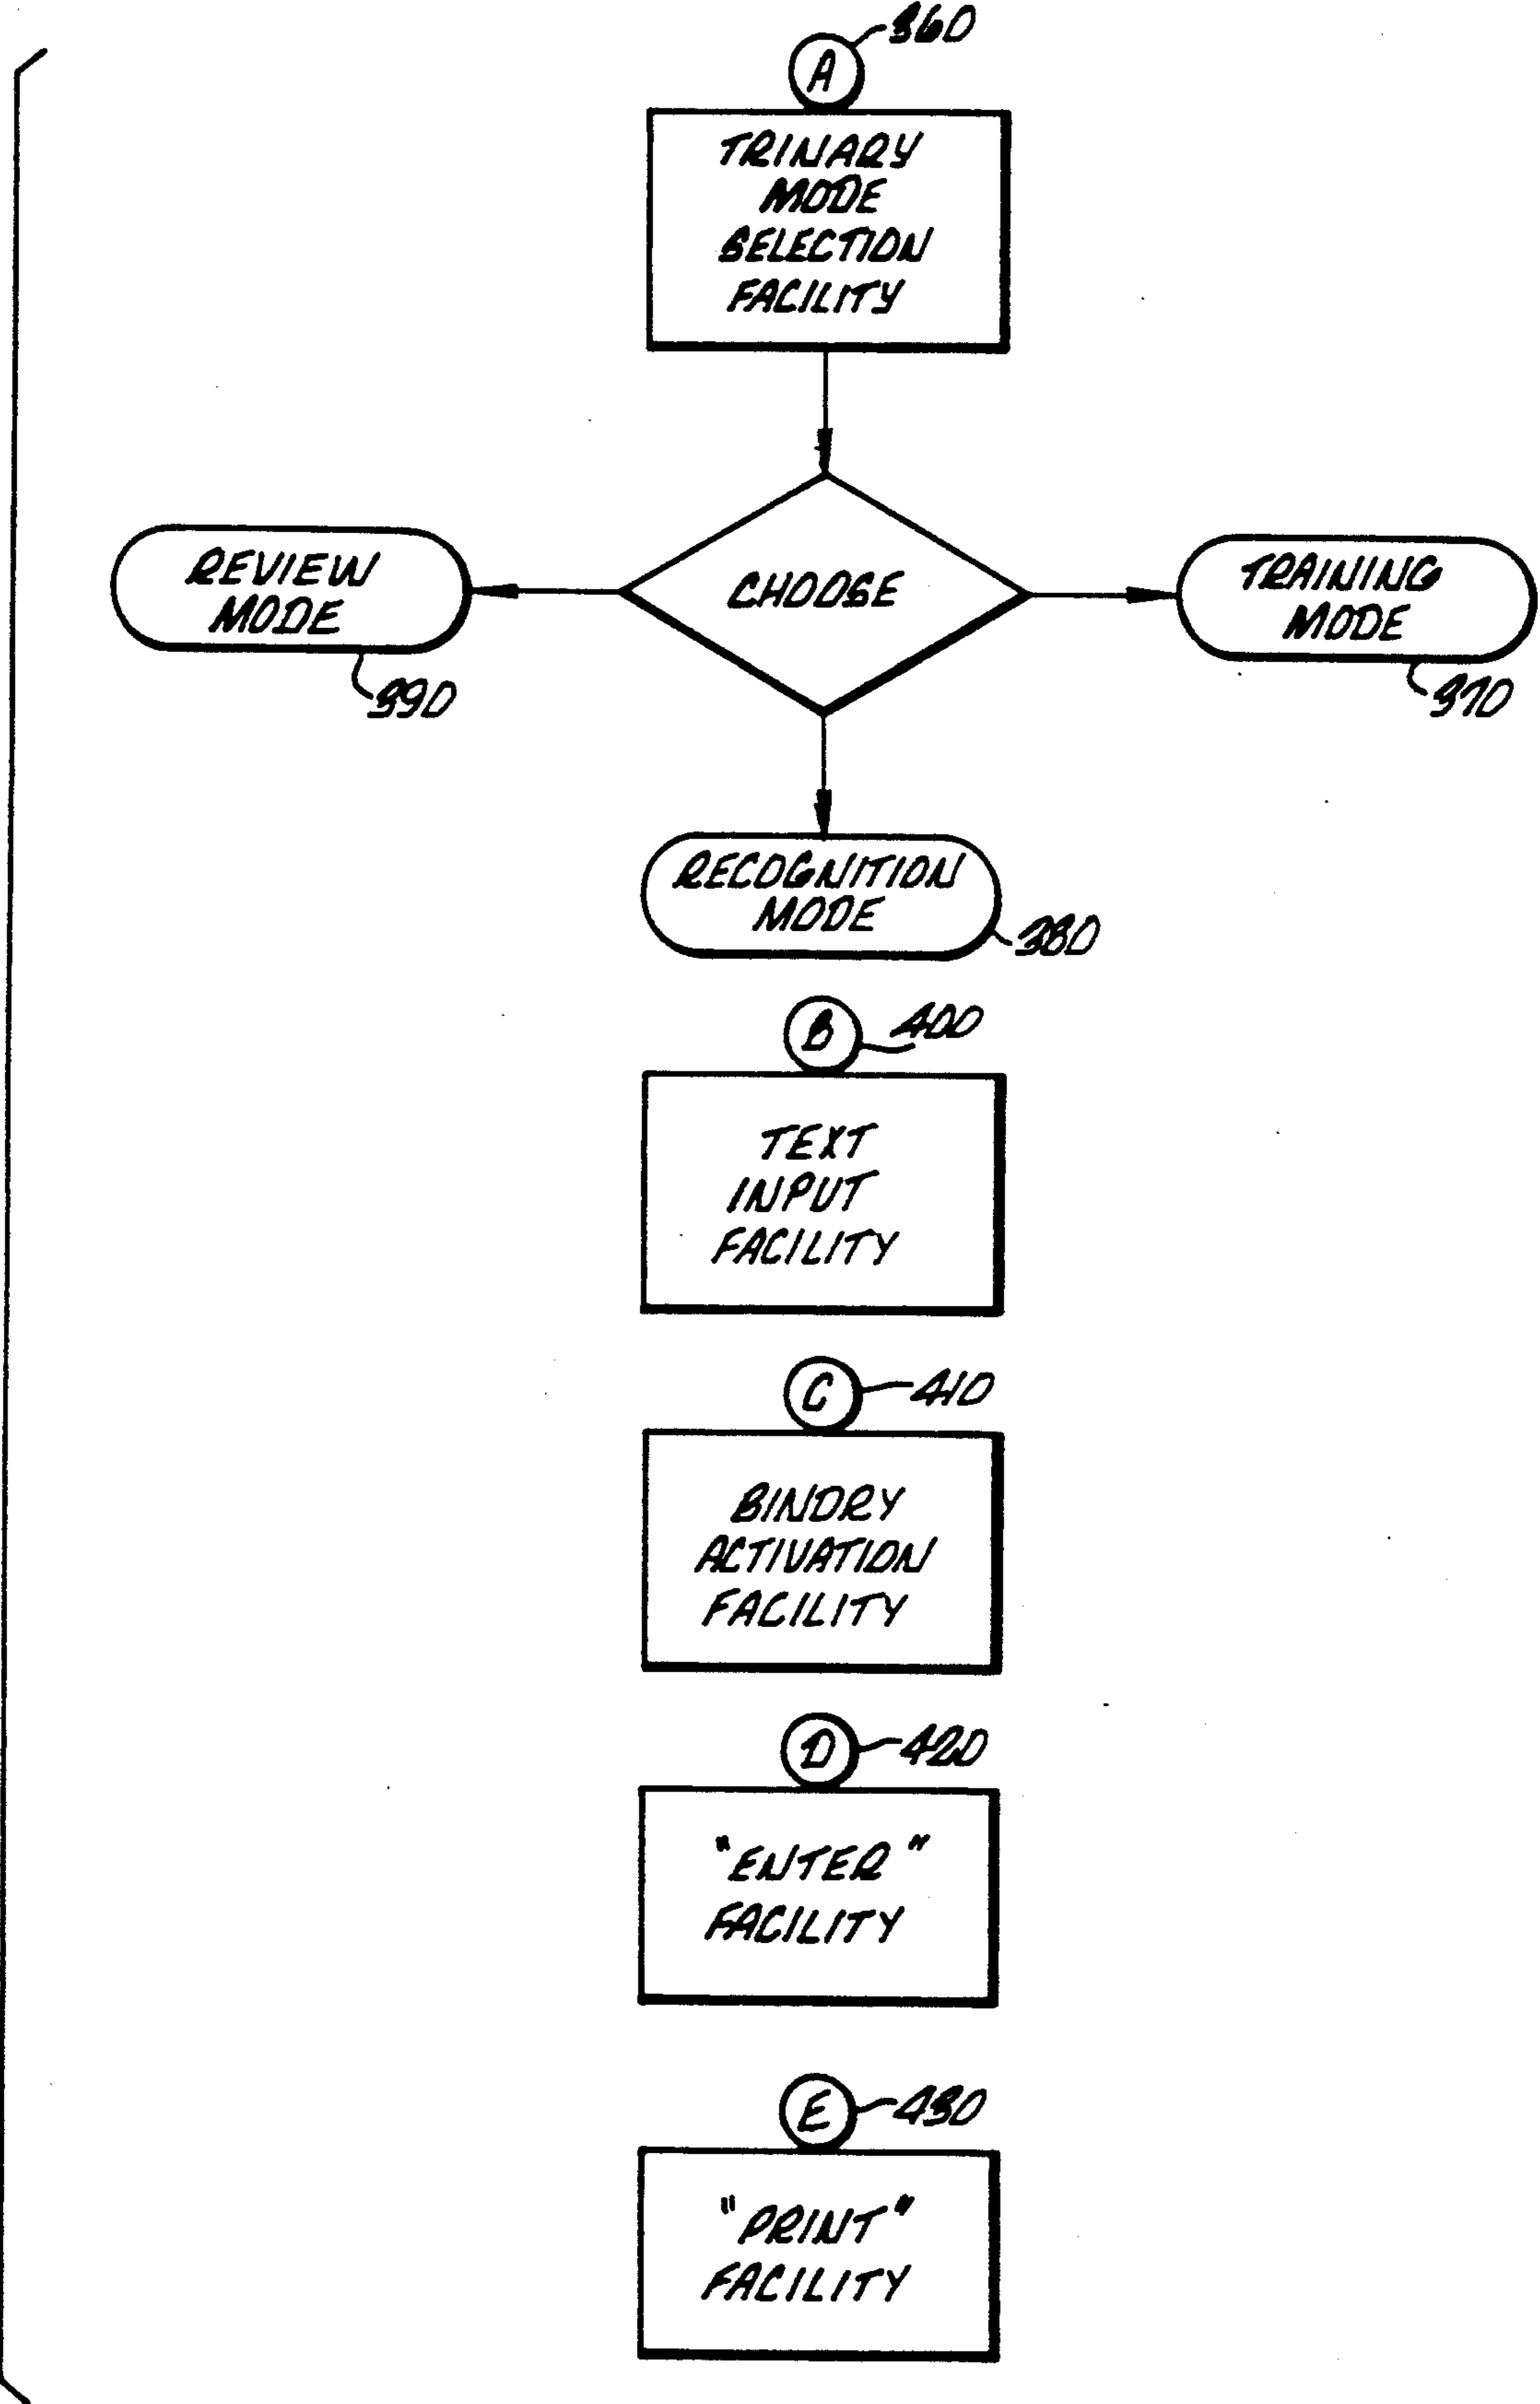 360
A
TRINARY
MODE
SELECTION
FACILITY
REVIEW
MODE
390
CHOOSE
TRAINING
MODE
370
RECOGNITION
MODE
380
B
400
TEXT
INPUT
FACILITY
C
410
BINDRY
ACTIVATION
FACILITY
D
420
"ENTER"
FACILITY
E
430
"PRINT"
FACILITY